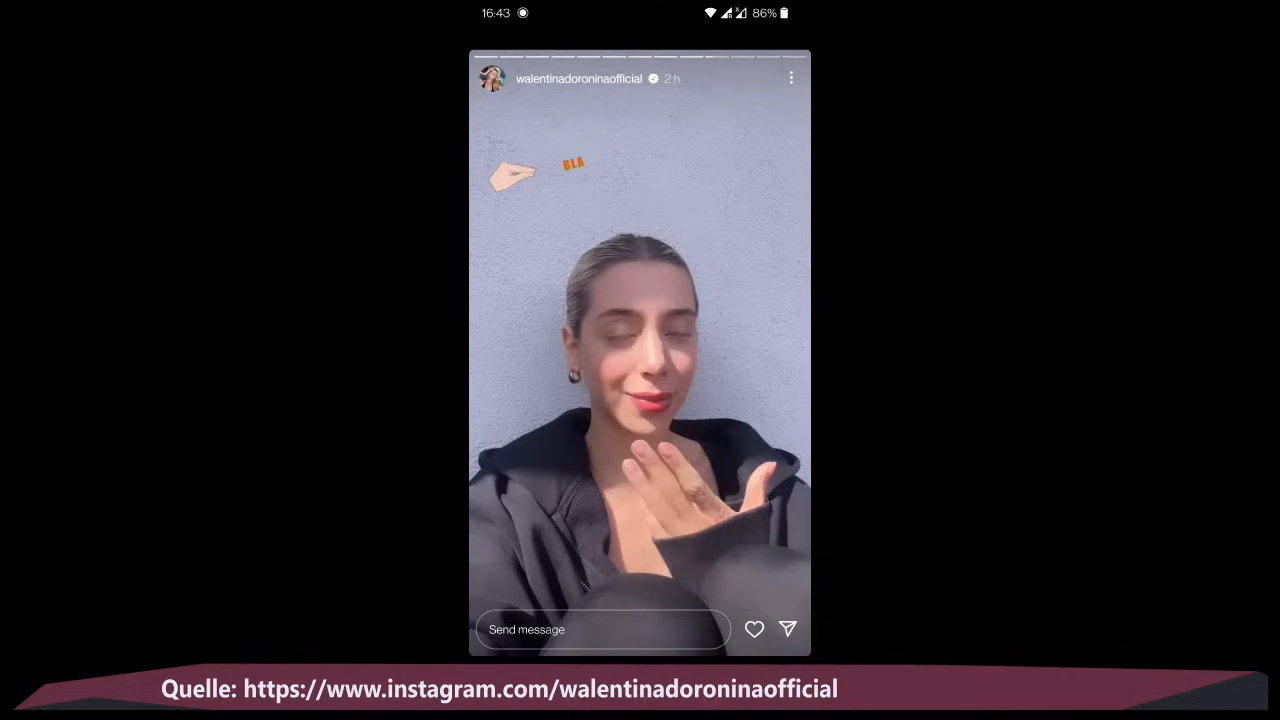 16:43
86%
walentinadoroninaofficial 2 h
BLA
Send message
Quelle: https://www.instagram.com/walentinadoroninaofficial